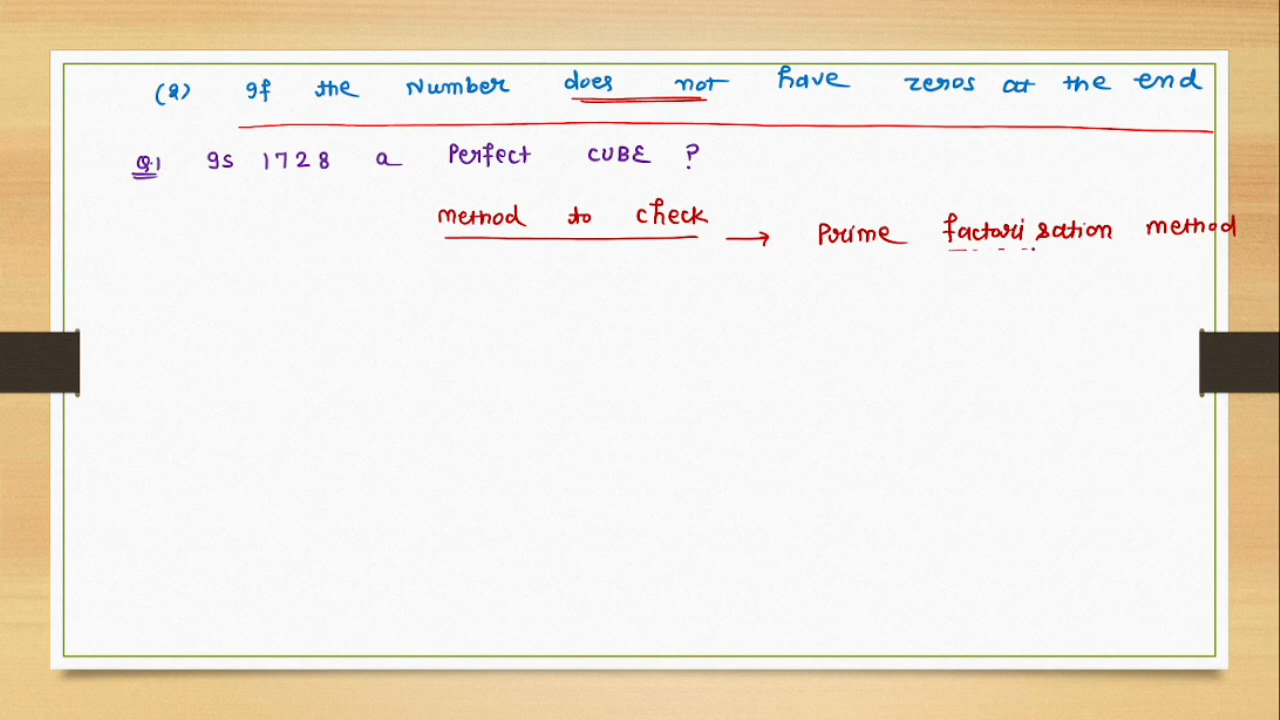 (2) If the Number does not have zeros at the end
Q.1 Is 1728 a Perfect CUBE ?
method to check → Prime factorisation method